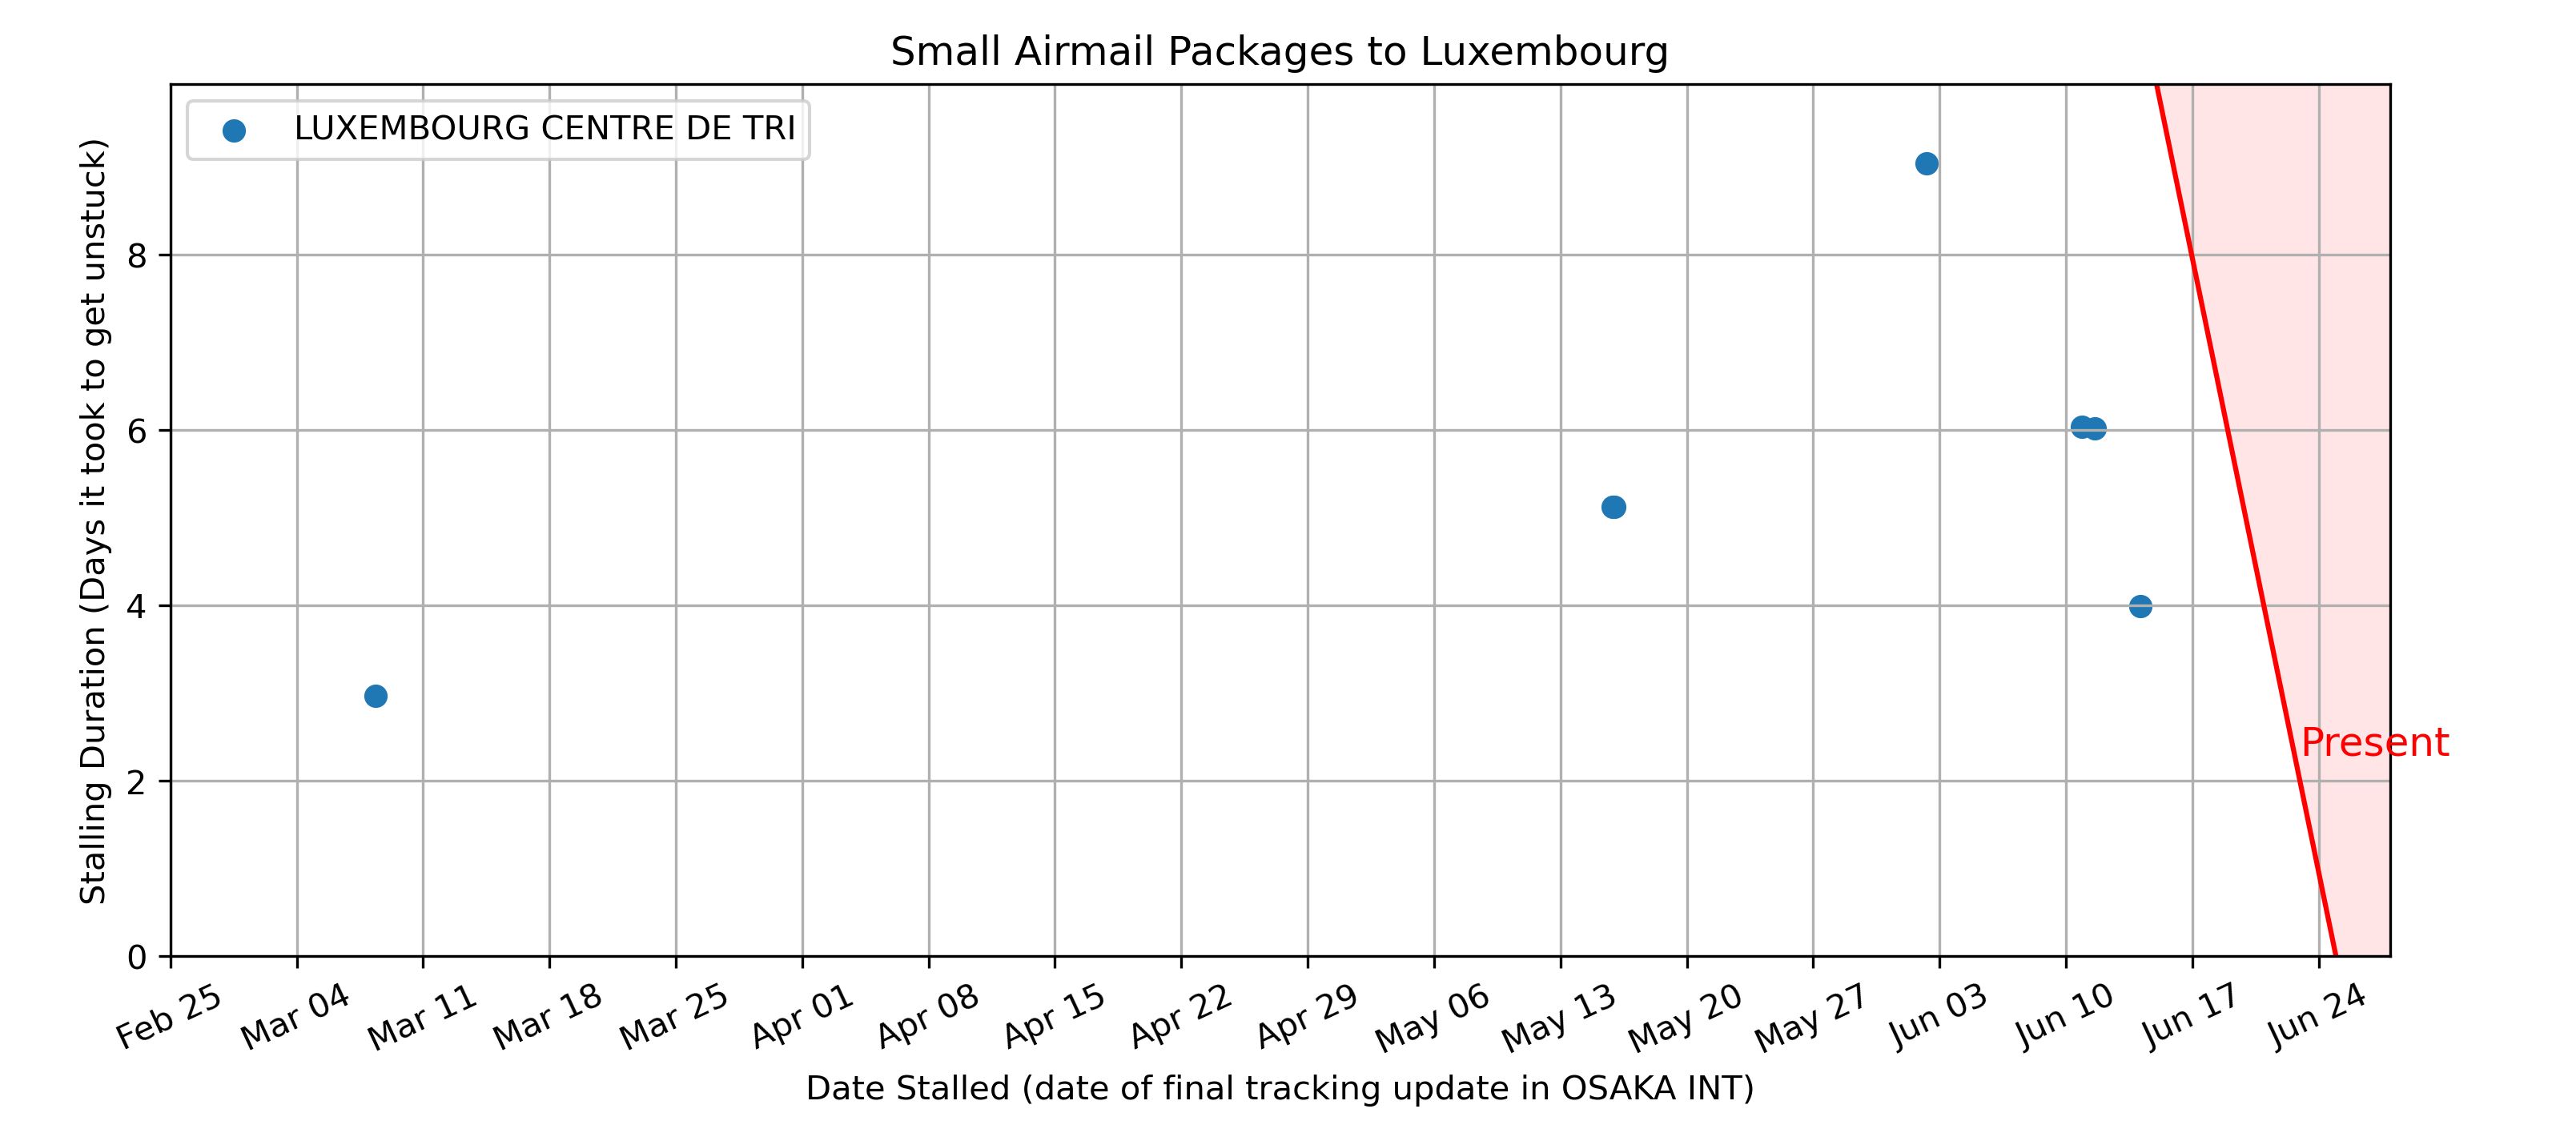 Small Airmail Packages to Luxembourg
LUXEMBOURG CENTRE DE TRI
Stalling Duration (Days it took to get unstuck)
8
6
4
2
0
Present
Feb 25
Mar 04
Mar 11
Mar 18
Mar 25
Apr 01
Apr 08
Apr 15
Apr 22
Apr 29
May 06
May 13
May 20
May 27
Jun 03
Jun 10
Jun 17
Jun 24
Date Stalled (date of final tracking update in OSAKA INT)